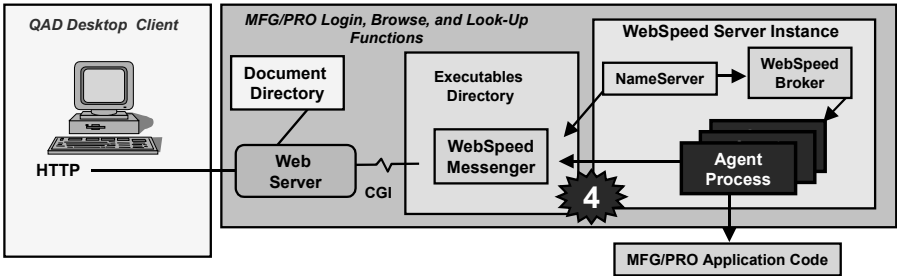 QAD Desktop Client
MFG/PRO Login, Browse, and Look-Up
Functions
WebSpeed Server Instance
Document
Directory
Executables
Directory
NameServer
WebSpeed
Broker
HTTP
Web
Server
CGI
WebSpeed
Messenger
Agent
Process
4
MFG/PRO Application Code